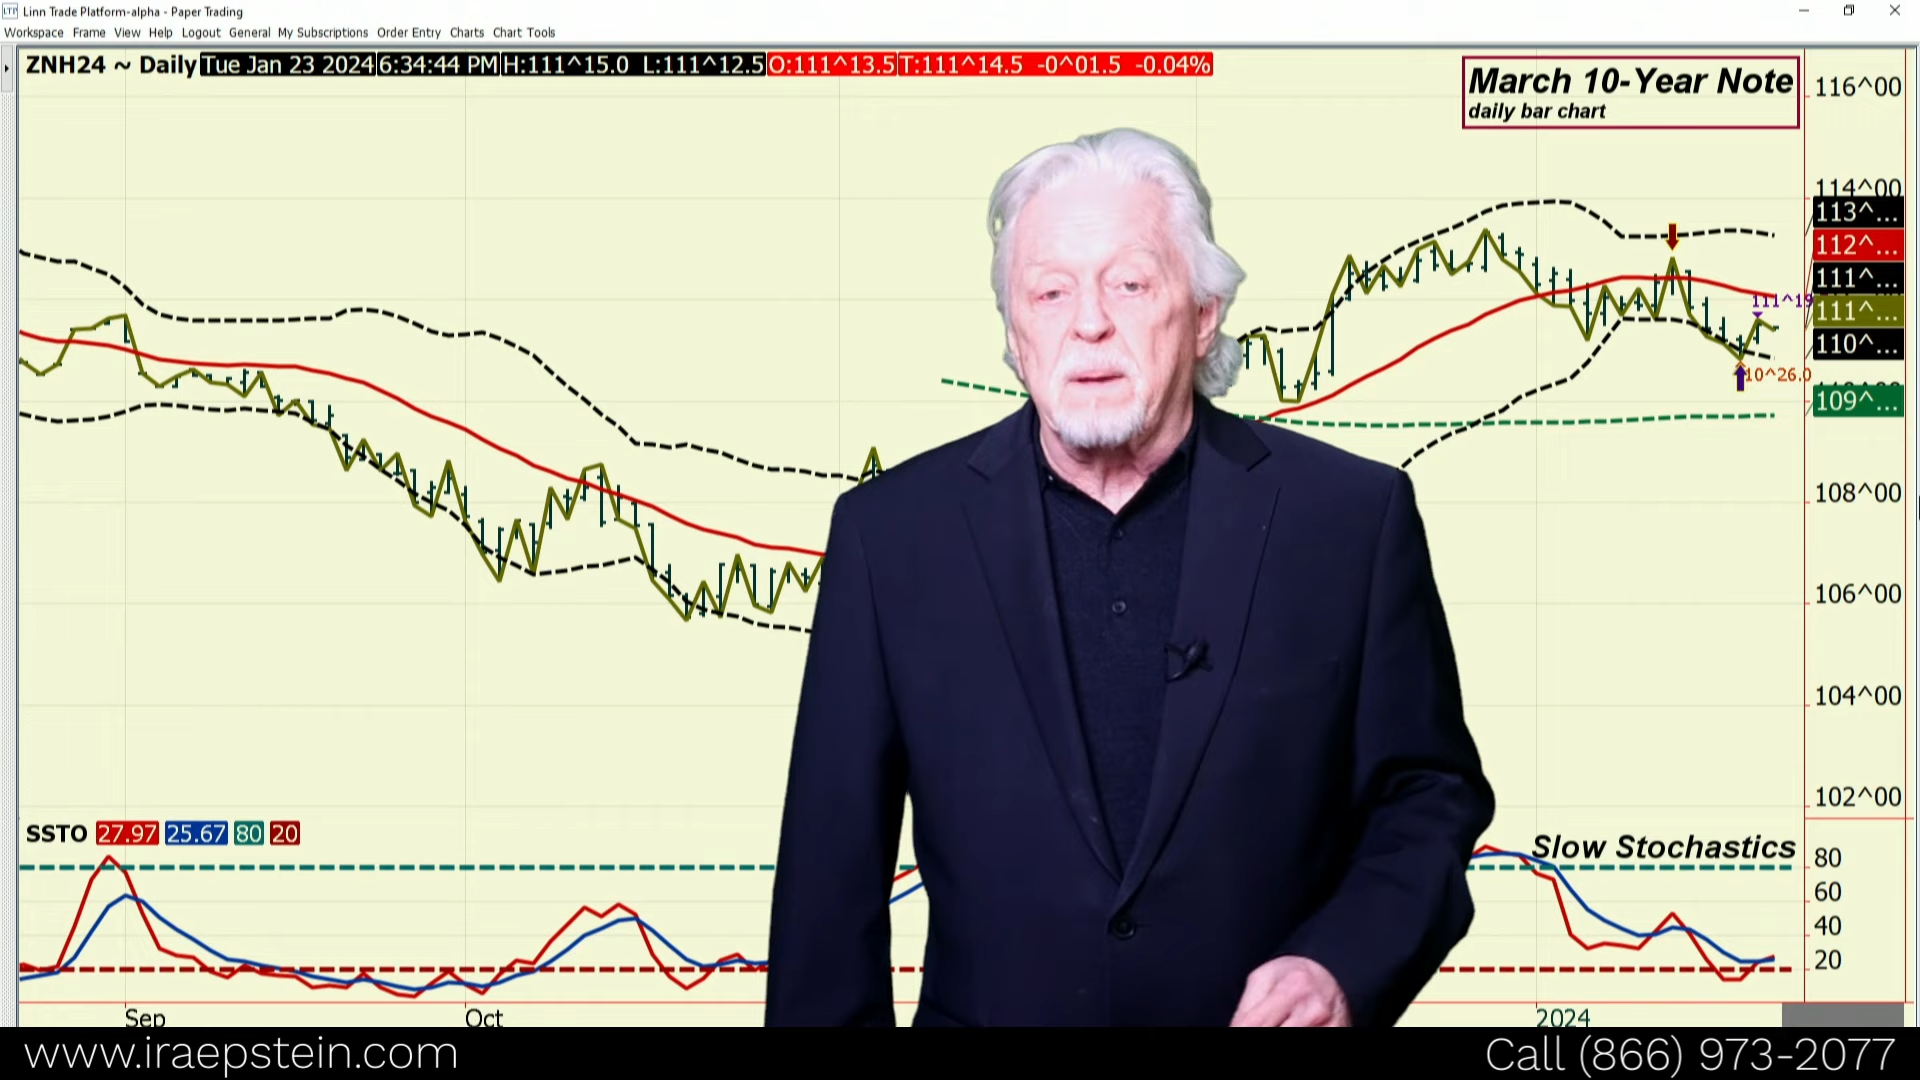 LTP Linn Trade Platform-alpha - Paper Trading
Workspace Frame View Help Logout General My Subscriptions Order Entry Charts Chart Tools
ZNH24 ~ Daily Tue Jan 23 2024 6:34:44 PM H:111^15.0 L:111^12.5 O:111^13.5 T:111^14.5 -0^01.5 -0.04%
March 10-Year Note
daily bar chart
116^00
114^00
113^...
112^...
111^...
111^19
111^...
110^...
10^26.0
109^...
108^00
106^00
104^00
102^00
SSTO 27.97 25.67 80 20
Slow Stochastics
80
60
40
20
Sep Oct 2024
www.iraepstein.com Call (866) 973-2077